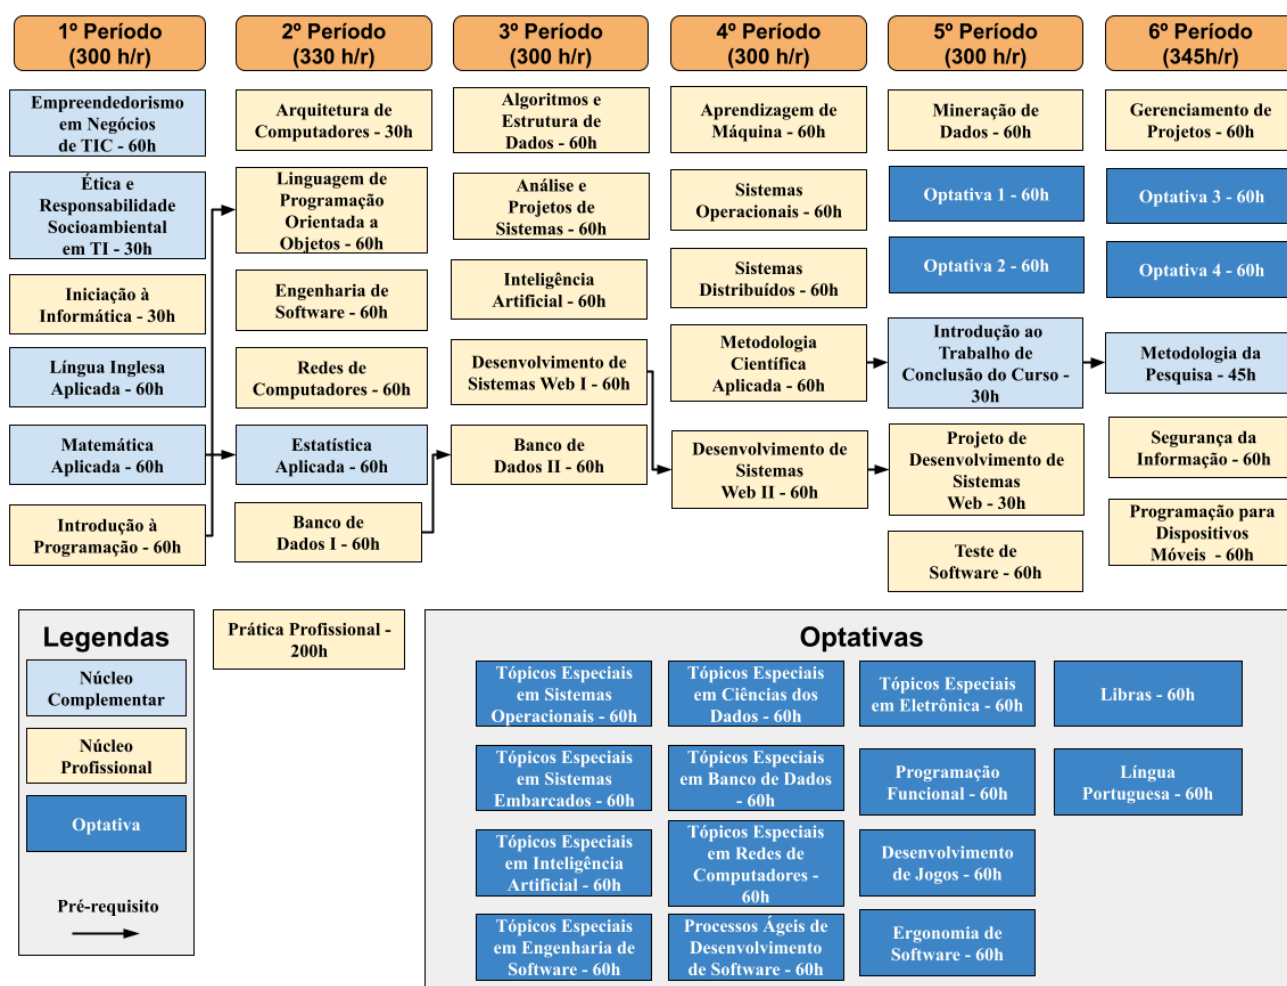 1º Período
(300 h/r)
2º Período
(330 h/r)
3º Período
(300 h/r)
4º Período
(300 h/r)
5º Período
(300 h/r)
6º Período
(345h/r)
Empreendedorismo
em Negócios
de TIC - 60h
Ética e
Responsabilidade
Socioambiental
em TI - 30h
Iniciação à
Informática - 30h
Língua Inglesa
Aplicada - 60h
Matemática
Aplicada - 60h
Introdução à
Programação - 60h
Arquitetura de
Computadores - 30h
Linguagem de
Programação
Orientada a
Objetos - 60h
Engenharia de
Software - 60h
Redes de
Computadores - 60h
Estatística
Aplicada - 60h
Banco de
Dados I - 60h
Algoritmos e
Estrutura de
Dados - 60h
Análise e
Projetos de
Sistemas - 60h
Inteligência
Artificial - 60h
Desenvolvimento de
Sistemas Web I - 60h
Banco de
Dados II - 60h
Aprendizagem de
Máquina - 60h
Sistemas
Operacionais - 60h
Sistemas
Distribuídos - 60h
Metodologia
Científica
Aplicada - 60h
Desenvolvimento de
Sistemas
Web II - 60h
Mineração de
Dados - 60h
Optativa 1 - 60h
Optativa 2 - 60h
Introdução ao
Trabalho de
Conclusão do Curso -
30h
Projeto de
Desenvolvimento de
Sistemas
Web - 30h
Teste de
Software - 60h
Gerenciamento de
Projetos - 60h
Optativa 3 - 60h
Optativa 4 - 60h
Metodologia da
Pesquisa - 45h
Segurança da
Informação - 60h
Programação para
Dispositivos
Móveis - 60h
Legendas
Núcleo
Complementar
Núcleo
Profissional
Optativa
Pré-requisito
Prática Profissional -
200h
Optativas
Tópicos Especiais
em Sistemas
Operacionais - 60h
Tópicos Especiais
em Ciências dos
Dados - 60h
Tópicos Especiais
em Eletrônica - 60h
Libras - 60h
Tópicos Especiais
em Sistemas
Embarcados - 60h
Tópicos Especiais
em Banco de Dados
- 60h
Programação
Funcional - 60h
Língua
Portuguesa - 60h
Tópicos Especiais
em Inteligência
Artificial - 60h
Tópicos Especiais
em Redes de
Computadores -
60h
Desenvolvimento
de Jogos - 60h
Tópicos Especiais
em Engenharia de
Software - 60h
Processos Ágeis de
Desenvolvimento
de Software - 60h
Ergonomia de
Software - 60h